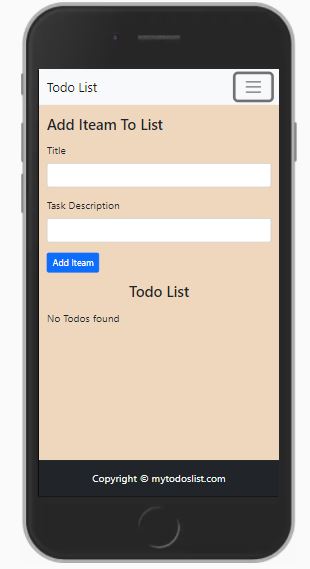 Todo List
Add Iteam To List
Title
Task Description
Add Iteam
Todo List
No Todos found
Copyright © mytodoslist.com